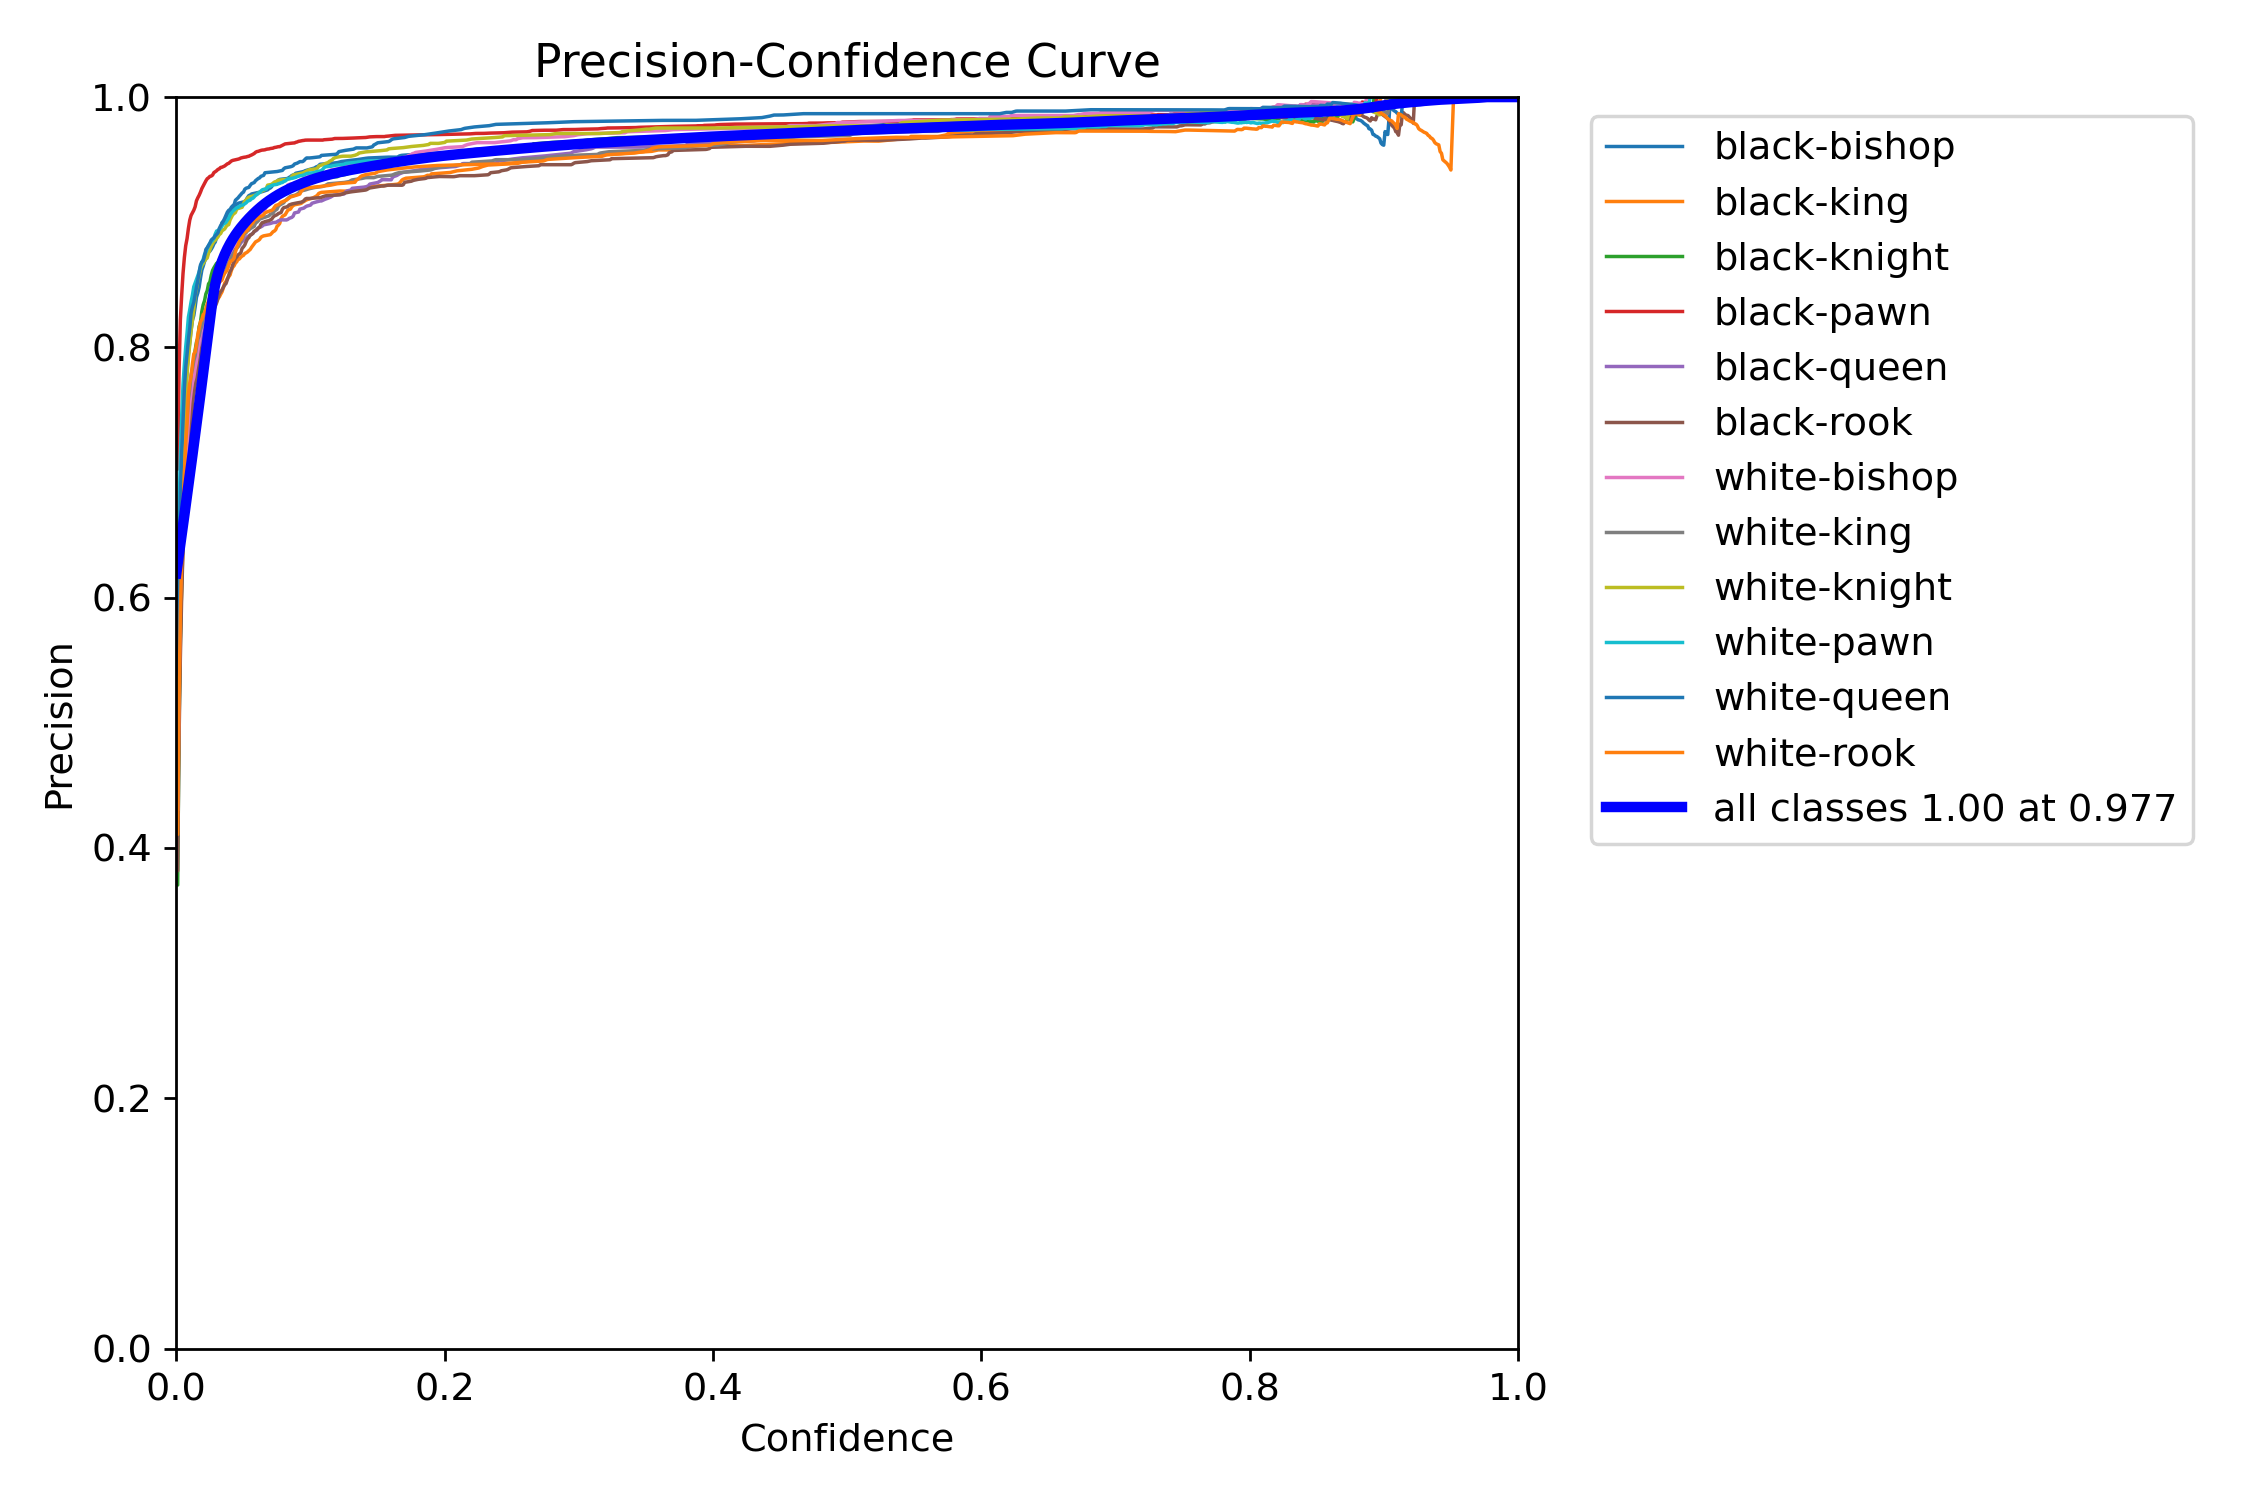 Precision-Confidence Curve
1.0
0.8
0.6
0.4
0.2
0.0
Precision
0.0 0.2 0.4 0.6 0.8 1.0
Confidence
black-bishop
black-king
black-knight
black-pawn
black-queen
black-rook
white-bishop
white-king
white-knight
white-pawn
white-queen
white-rook
all classes 1.00 at 0.977